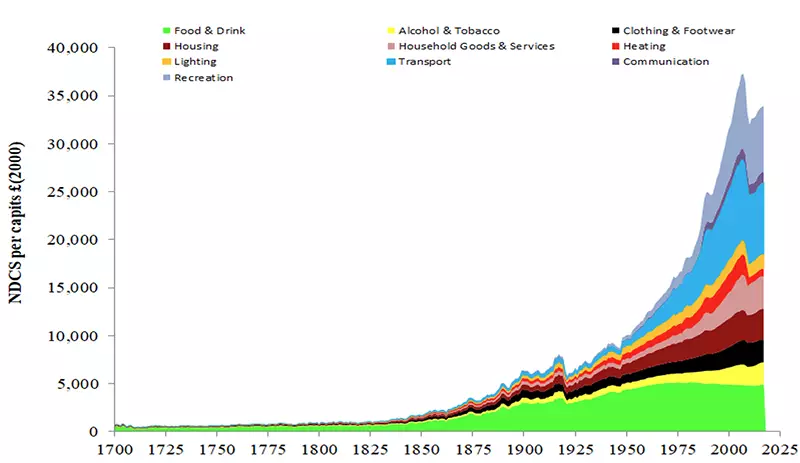 Food & Drink Alcohol & Tobacco Clothing & Footwear
Housing Household Goods & Services Heating
Lighting Transport Communication
Recreation
NDCS per capits £(2000)
40,000
35,000
30,000
25,000
20,000
15,000
10,000
5,000
0
1700 1725 1750 1775 1800 1825 1850 1875 1900 1925 1950 1975 2000 2025